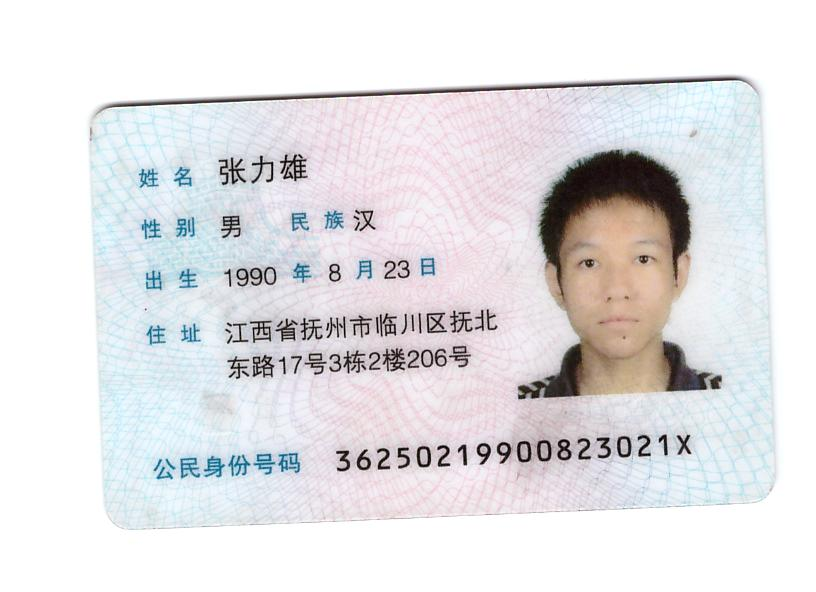 姓名 张力雄
性别 男 民族 汉
出生 1990 年 8 月 23 日
住址 江西省抚州市临川区抚北
东路17号3栋2楼206号
公民身份号码 36250219900823021X